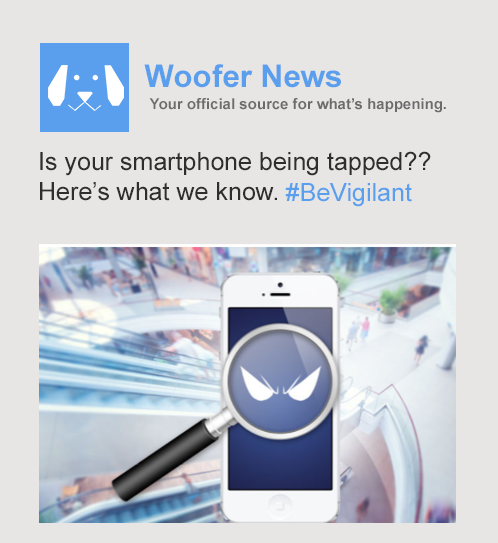 Woofer News
Your official source for what's happening.
Is your smartphone being tapped??
Here’s what we know. #BeVigilant